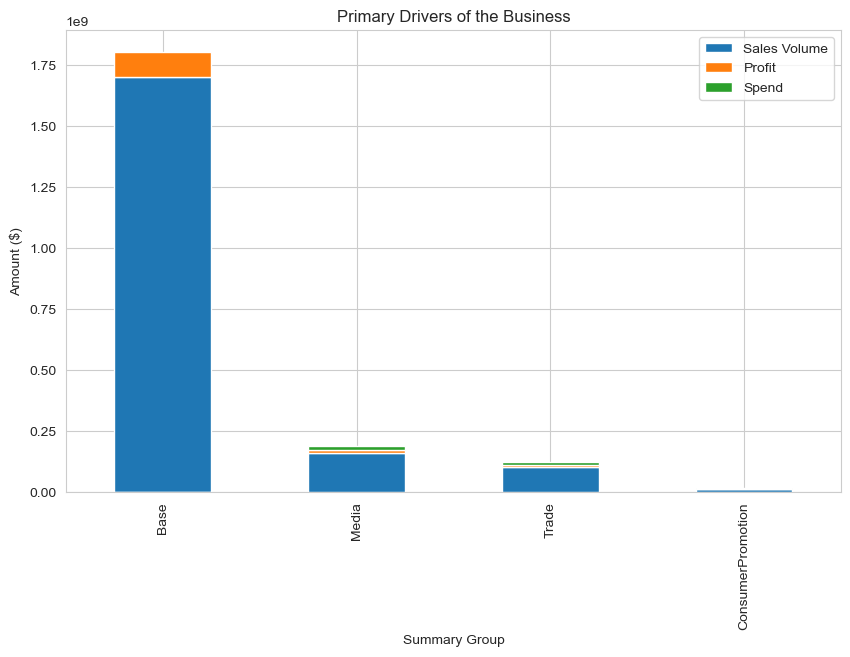 Primary Drivers of the Business
1e9
Sales Volume
Profit
Spend
1.75
1.50
1.25
1.00
0.75
0.50
0.25
0.00
Amount ($)
Base
Media
Trade
ConsumerPromotion
Summary Group